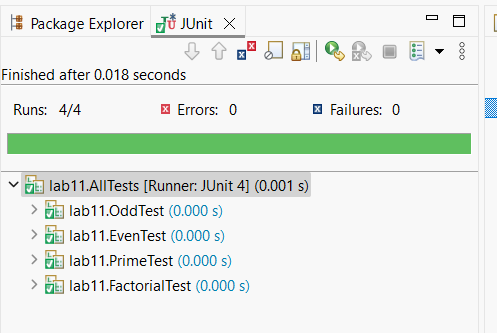 Package Explorer JUnit
Finished after 0.018 seconds
Runs: 4/4 Errors: 0 Failures: 0
lab11.AllTests [Runner: JUnit 4] (0.001 s)
lab11.OddTest (0.000 s)
lab11.EvenTest (0.000 s)
lab11.PrimeTest (0.000 s)
lab11.FactorialTest (0.000 s)